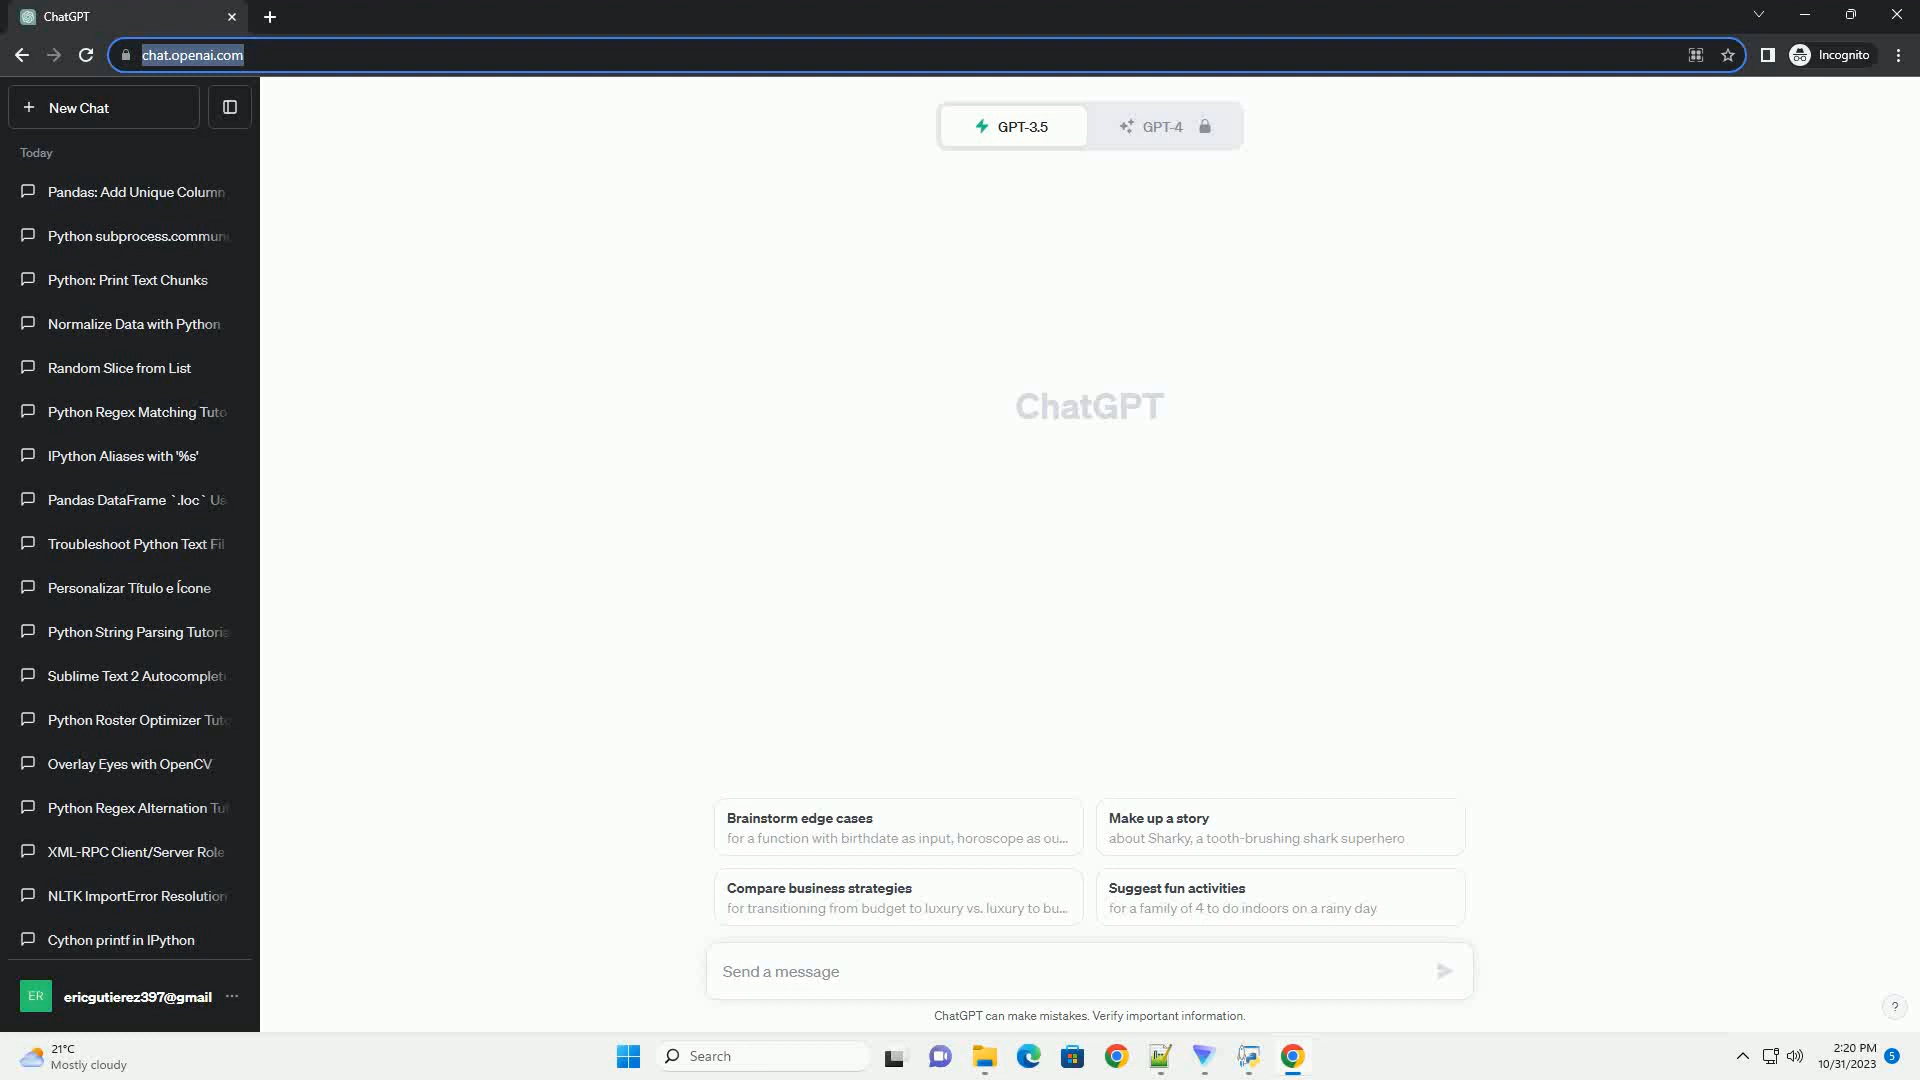 ChatGPT
chat.openai.com
Incognito
New Chat
Today
Pandas: Add Unique Column
Python subprocess.commun
Python: Print Text Chunks
Normalize Data with Python
Random Slice from List
Python Regex Matching Tuto
IPython Aliases with '%s'
Pandas DataFrame `.loc` Us
Troubleshoot Python Text Fil
Personalizar Título e Ícone
Python String Parsing Tutoria
Sublime Text 2 Autocomplet
Python Roster Optimizer Tuto
Overlay Eyes with OpenCV
Python Regex Alternation Tut
XML-RPC Client/Server Role
NLTK ImportError Resolution
Cython printf in IPython
ER
ericgutierez397@gmail
GPT-3.5
GPT-4
ChatGPT
Brainstorm edge cases
for a function with birthdate as input, horoscope as ou...
Make up a story
about Sharky, a tooth-brushing shark superhero
Compare business strategies
for transitioning from budget to luxury vs. luxury to bu...
Suggest fun activities
for a family of 4 to do indoors on a rainy day
Send a message
ChatGPT can make mistakes. Verify important information.
?
21°C
Mostly cloudy
Search
2:20 PM
10/31/2023
5